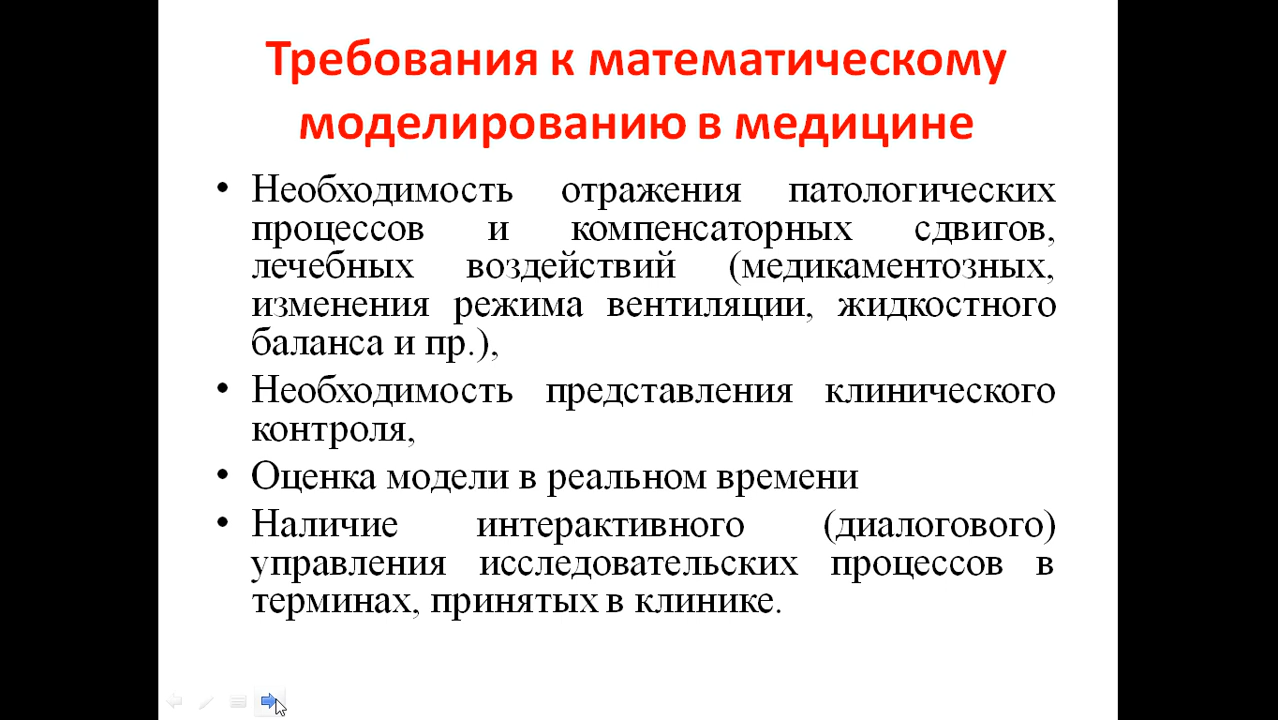 Требования к математическому
моделированию в медицине
• Необходимость отражения патологических
процессов и компенсаторных сдвигов,
лечебных воздействий (медикаментозных,
изменения режима вентиляции, жидкостного
баланса и пр.),
• Необходимость представления клинического
контроля,
• Оценка модели в реальном времени
• Наличие интерактивного (диалогового)
управления исследовательских процессов в
терминах, принятых в клинике.